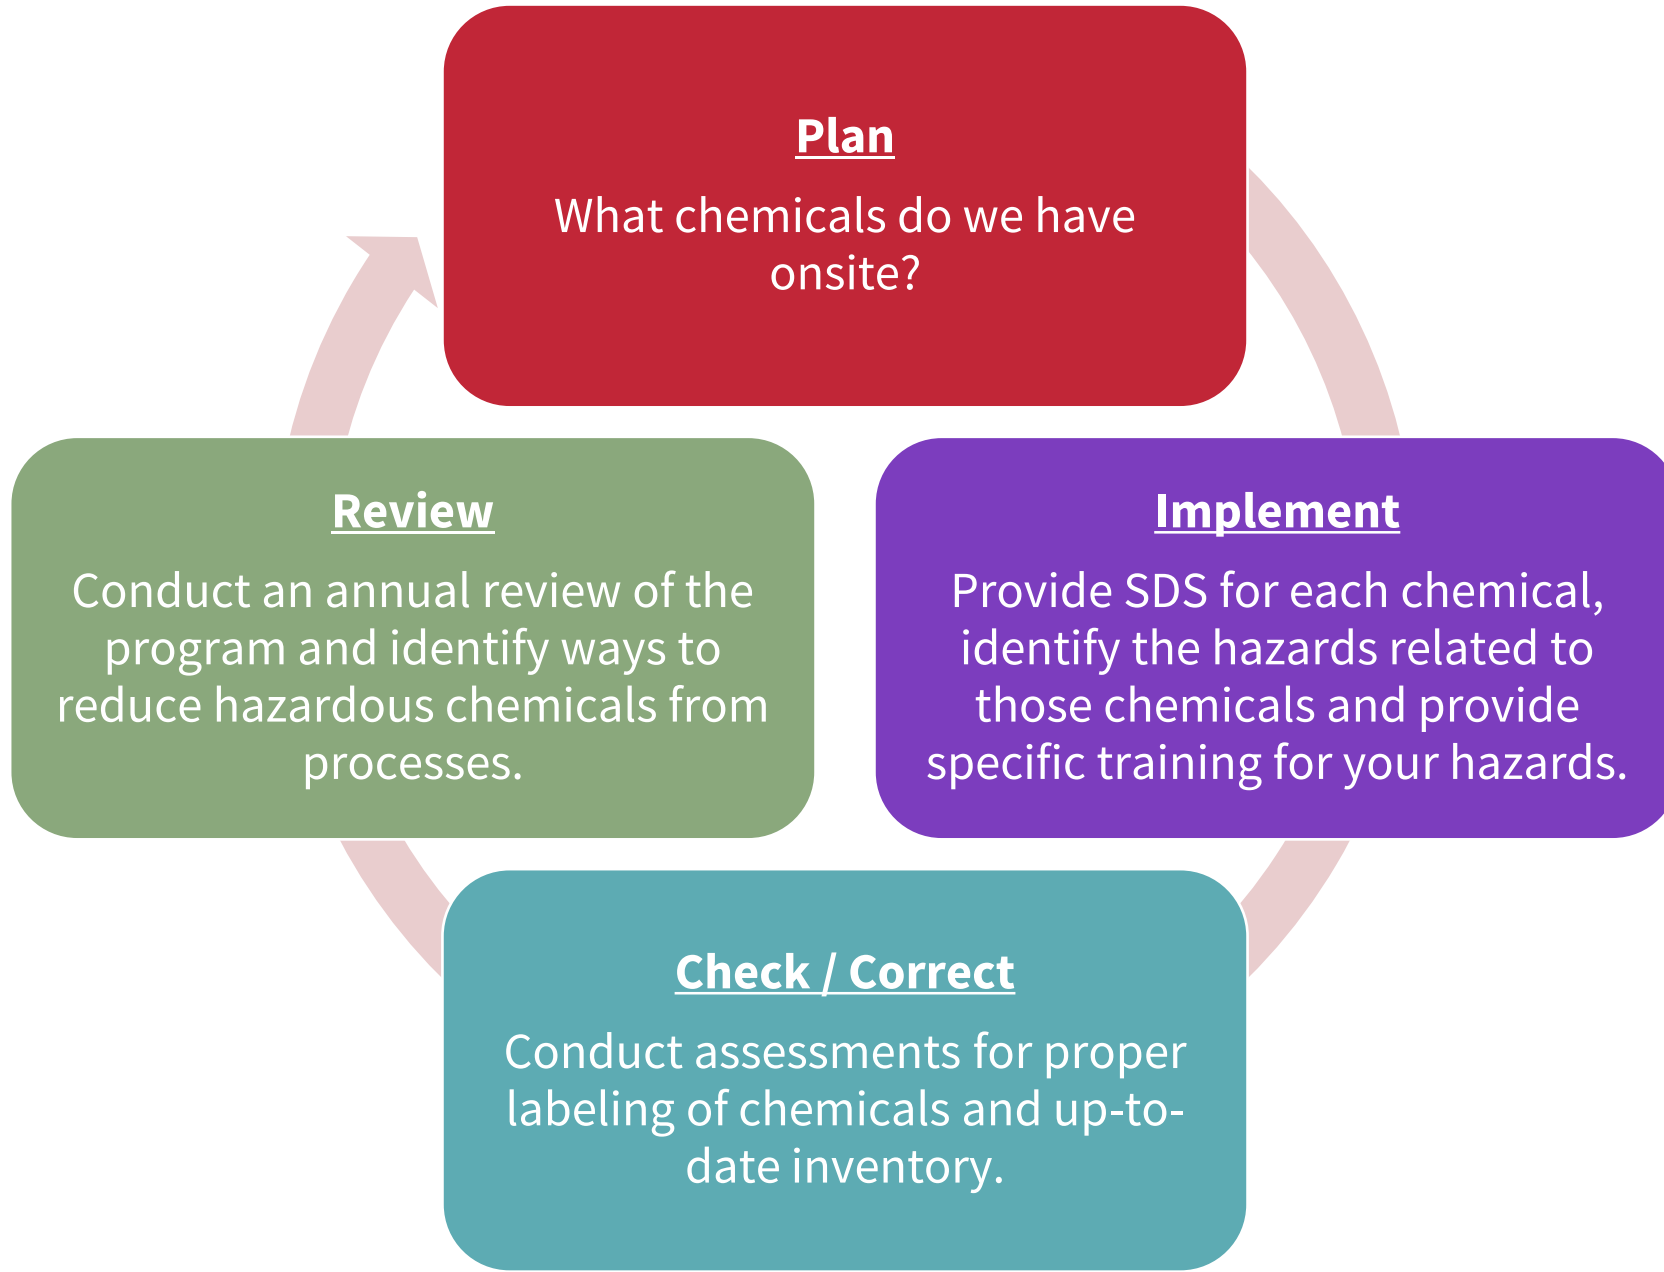 Plan
What chemicals do we have
onsite?
Implement
Provide SDS for each chemical,
identify the hazards related to
those chemicals and provide
specific training for your hazards.
Check / Correct
Conduct assessments for proper
labeling of chemicals and up-to-
date inventory.
Review
Conduct an annual review of the
program and identify ways to
reduce hazardous chemicals from
processes.